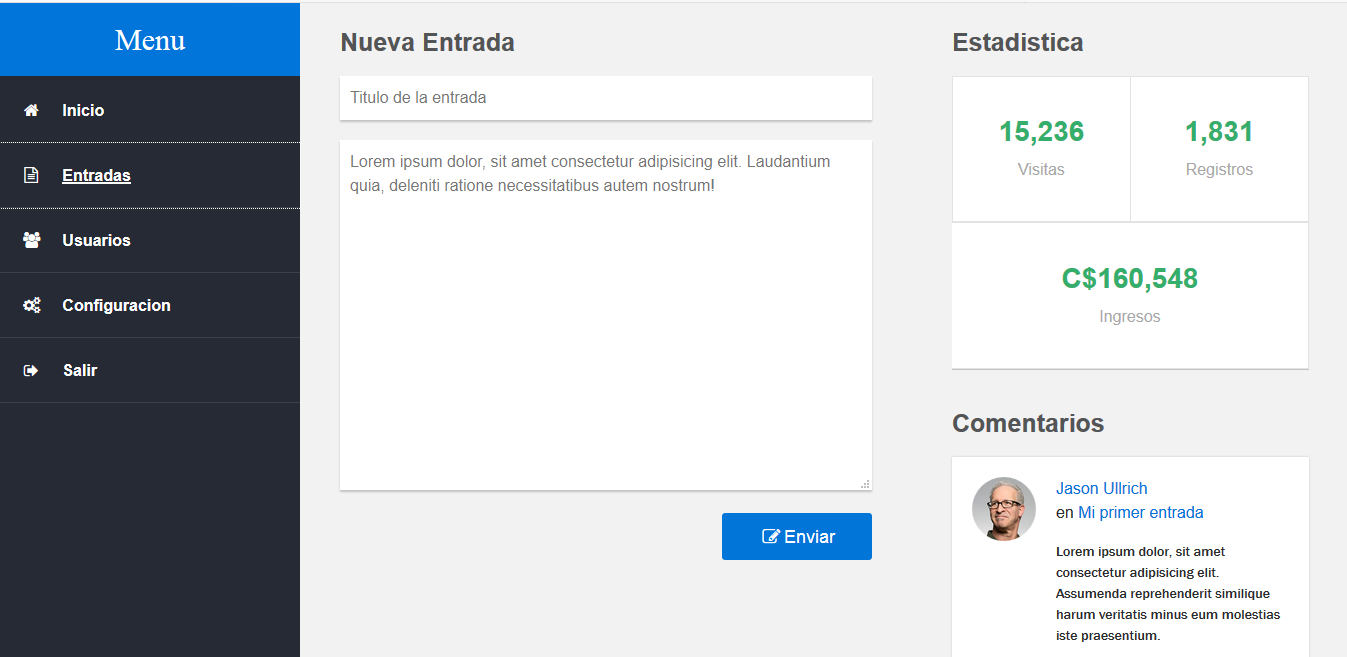 Menu
Inicio
Entradas
Usuarios
Configuracion
Salir
Nueva Entrada
Titulo de la entrada
Lorem ipsum dolor, sit amet consectetur adipisicing elit. Laudantium
quia, deleniti ratione necessitatibus autem nostrum!
Enviar
Estadistica
15,236
Visitas
1,831
Registros
C$160,548
Ingresos
Comentarios
Jason Ullrich
en Mi primer entrada
Lorem ipsum dolor, sit amet
consectetur adipisicing elit.
Assumenda reprehenderit similique
harum veritatis minus eum molestias
iste praesentium.